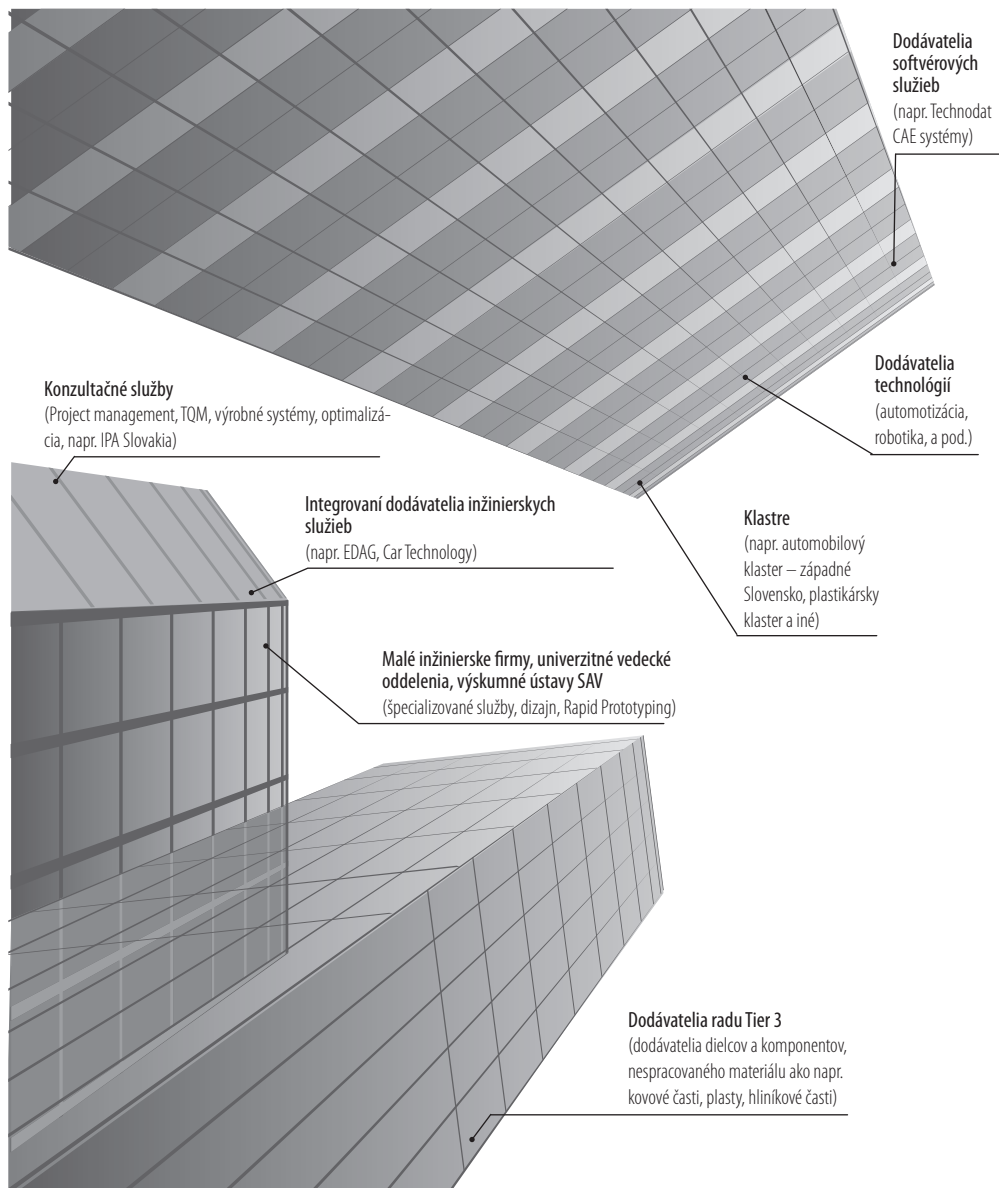 Dodávatelia
softvérových
služieb
(napr. Technodat
CAE systémy)
Dodávatelia
technológií
(automotizácia,
robotika, a pod.)
Konzultačné služby
(Project management, TQM, výrobné systémy, optimalizá-
cia, napr. IPA Slovakia)
Integrovaní dodávatelia inžinierskych
služieb
(napr. EDAG, Car Technology)
Klastre
(napr. automobilový
klaster – západné
Slovensko, plastikársky
klaster a iné)
Malé inžinierske firmy, univerzitné vedecké
oddelenia, výskumné ústavy SAV
(špecializované služby, dizajn, Rapid Prototyping)
Dodávatelia radu Tier 3
(dodávatelia dielcov a komponentov,
nespracovaného materiálu ako napr.
kovové časti, plasty, hliníkové časti)